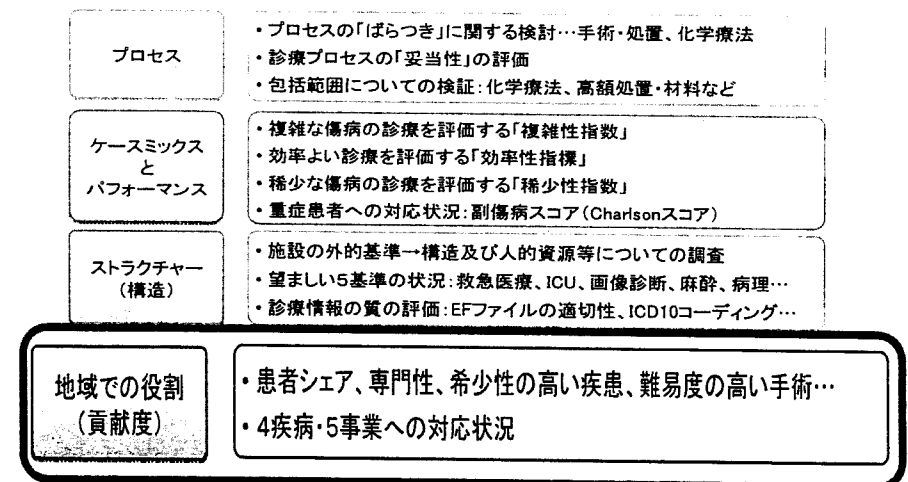 プロセス
・プロセスの「ばらつき」に関する検討…手術・処置、化学療法
・診療プロセスの「妥当性」の評価
・包括範囲についての検証：化学療法、高額処置・材料など
ケースミックス
と
パフォーマンス
・複雑な傷病の診療を評価する「複雑性指数」
・効率よい診療を評価する「効率性指標」
・稀少な傷病の診療を評価する「稀少性指数」
・重症患者への対応状況：副傷病スコア（Charlsonスコア）
ストラクチャー
（構造）
・施設の外的基準→構造及び人的資源等についての調査
・望ましい5基準の状況：救急医療、ICU、画像診断、麻酔、病理…
・診療情報の質の評価：EFファイルの適切性、ICD10コーディング…
地域での役割
（貢献度）
・患者シェア、専門性、希少性の高い疾患、難易度の高い手術…
・4疾病・5事業への対応状況